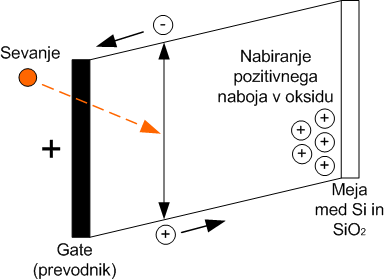 -
Sevanje
Nabiranje
pozitivnega
naboja v oksidu
+
+
+
+
+
+
+
Meja
med Si in
SiO₂
Gate
(prevodnik)